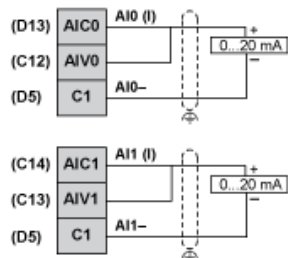 (D13) AIC0 AI0 (I)
+
0...20 mA
(C12) AIV0
−
(D5) C1 AI0−
(C14) AIC1 AI1 (I)
+
0...20 mA
(C13) AIV1
−
(D5) C1 AI1−